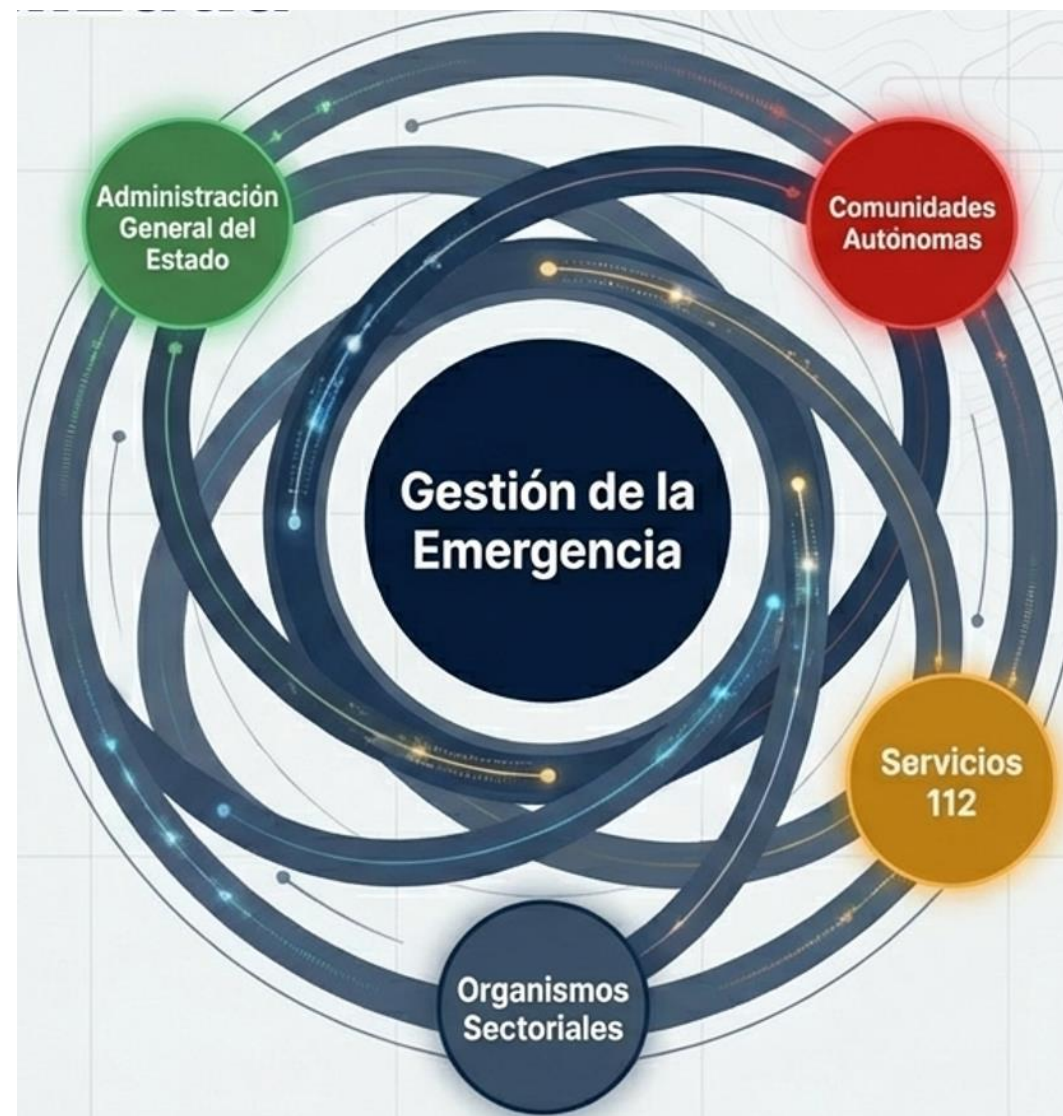 Administración
General del
Estado
Comunidades
Autónomas
Gestión de la
Emergencia
Servicios
112
Organismos
Sectoriales